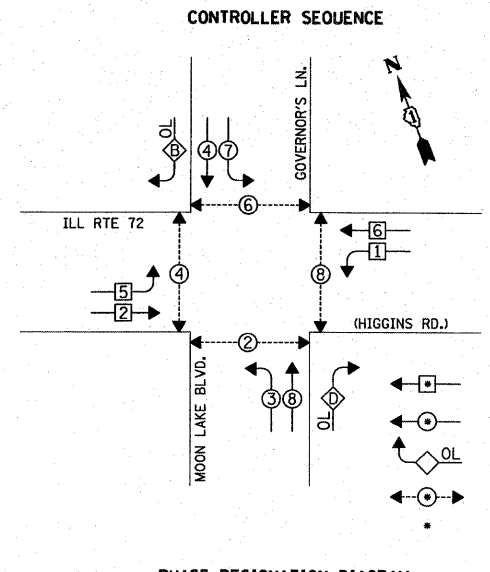 CONTROLLER SEQUENCE
N
1
GOVERNOR'S LN.
OL
B
4
7
6
ILL RTE 72
6
1
4
8
5
2
(HIGGINS RD.)
2
MOON LAKE BLVD.
3
8
D
OL
*
*
OL
*
*
PHASE DESIGNATION DIAGRAM